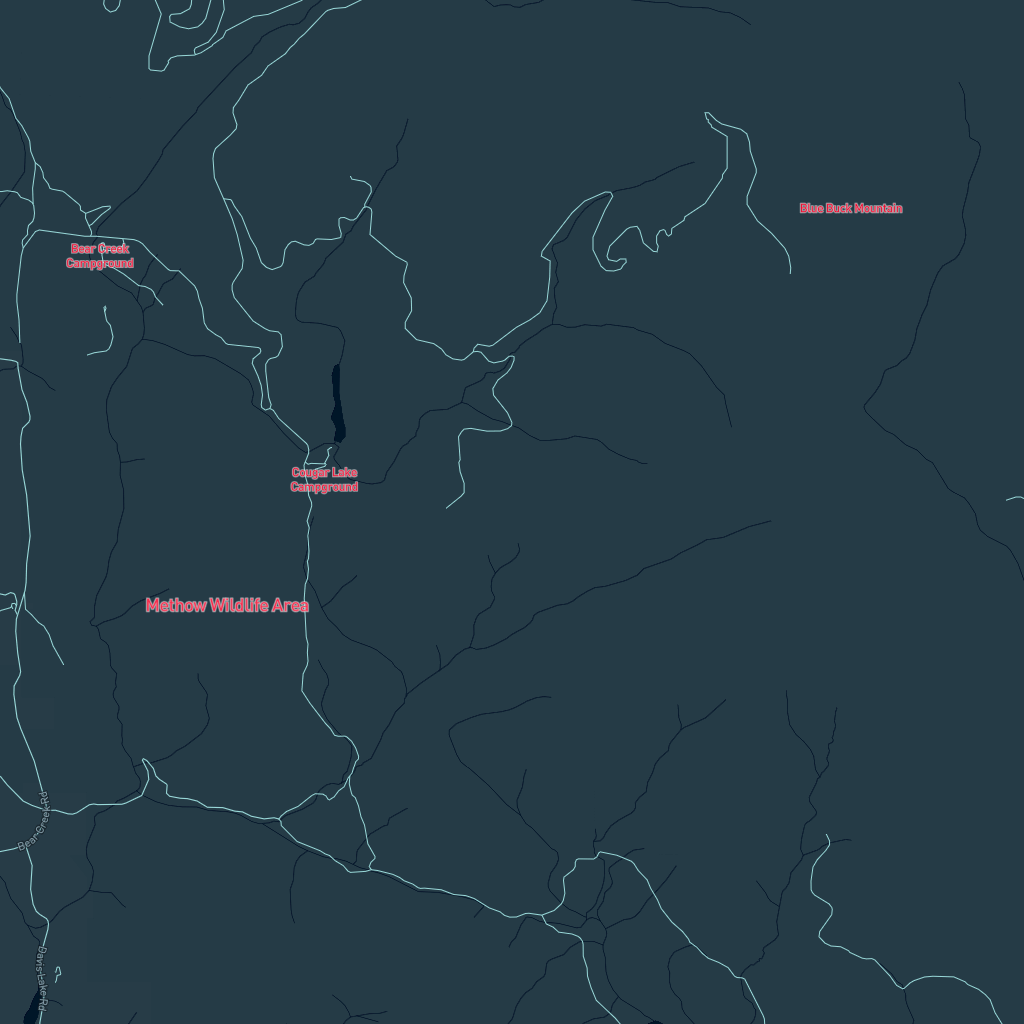 Blue Buck Mountain
Bear Creek
Campground
Cougar Lake
Campground
Methow Wildlife Area
Bear Creek Rd
Davis Lake Rd